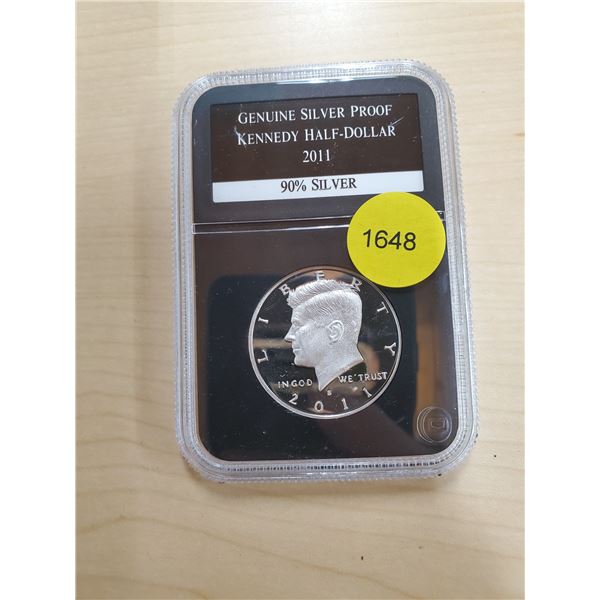 GENUINE SILVER PROOF
KENNEDY HALF-DOLLAR
2011
90% SILVER
1648
LIBERTY
IN GOD WE TRUST
S
2011